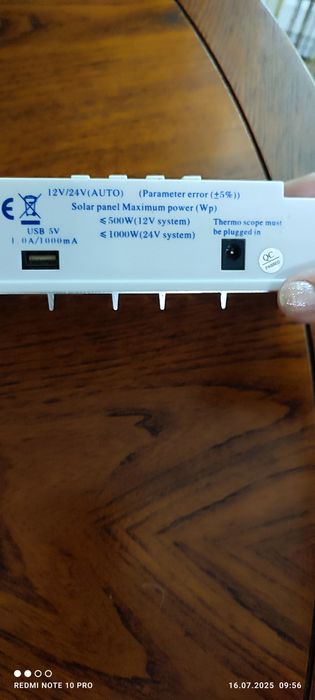 12V/24V(AUTO) (Parameter error (±5%))
Solar panel Maximum power (Wp)
≤500W(12V system)
≤1000W(24V system)
CE
USB 5V
1.0A/1000mA
Thermo scope must
be plugged in
QC
PASSED
REDMI NOTE 10 PRO
16.07.2025 09:56